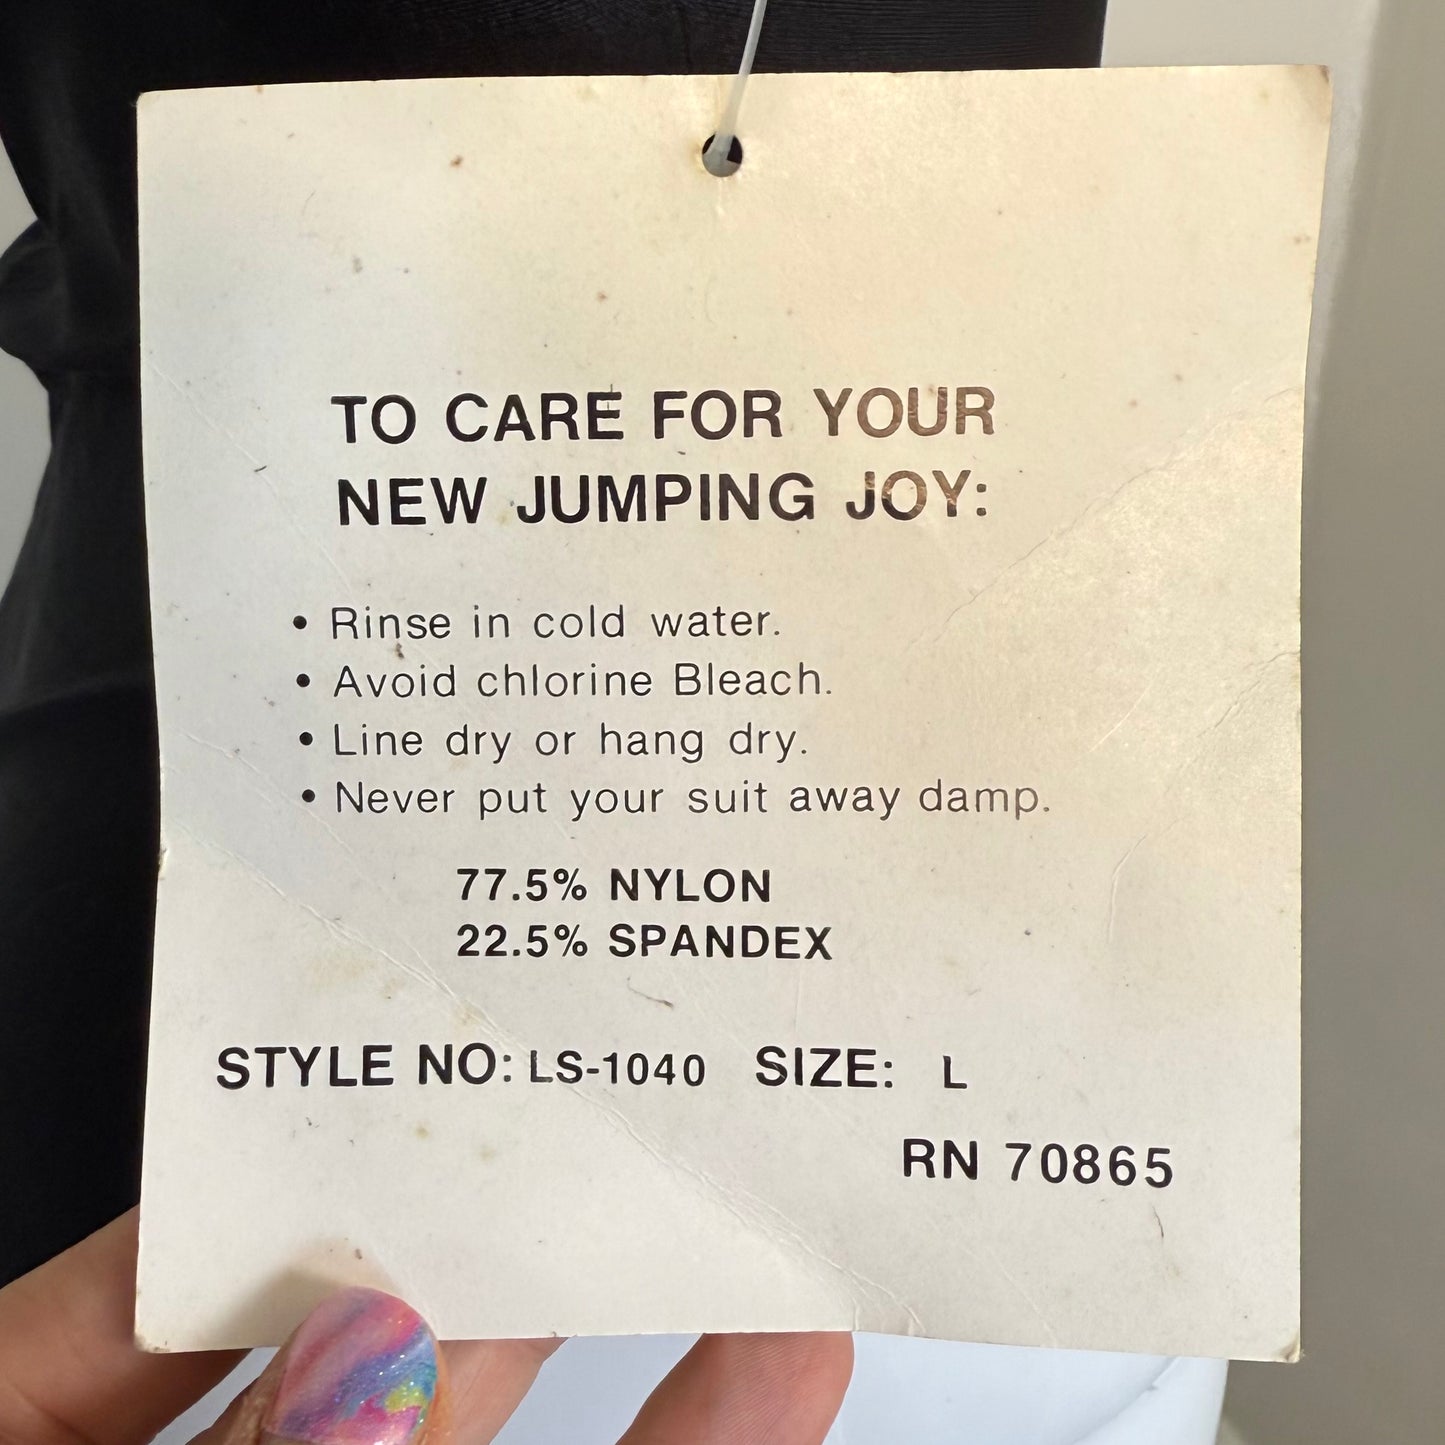 TO CARE FOR YOUR
NEW JUMPING JOY:
• Rinse in cold water.
• Avoid chlorine Bleach.
• Line dry or hang dry.
• Never put your suit away damp.
77.5% NYLON
22.5% SPANDEX
STYLE NO: LS-1040 SIZE: L
RN 70865